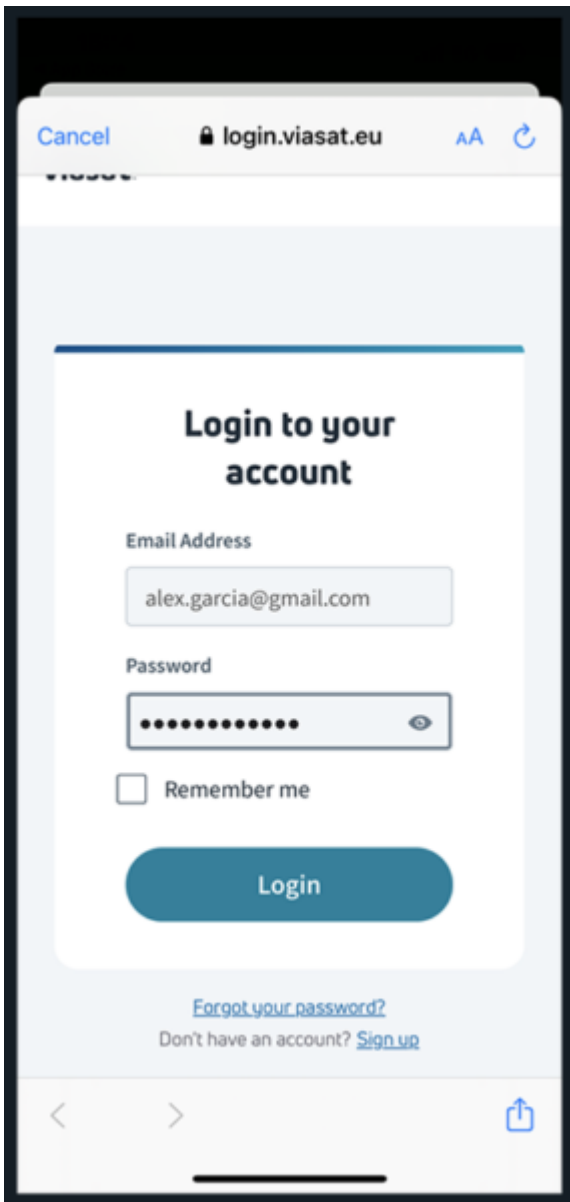 Cancel
login.viasat.eu
AA
Login to your
account
Email Address
alex.garcia@gmail.com
Password
••••••••••••
Remember me
Login
Forgot your password?
Don't have an account? Sign up